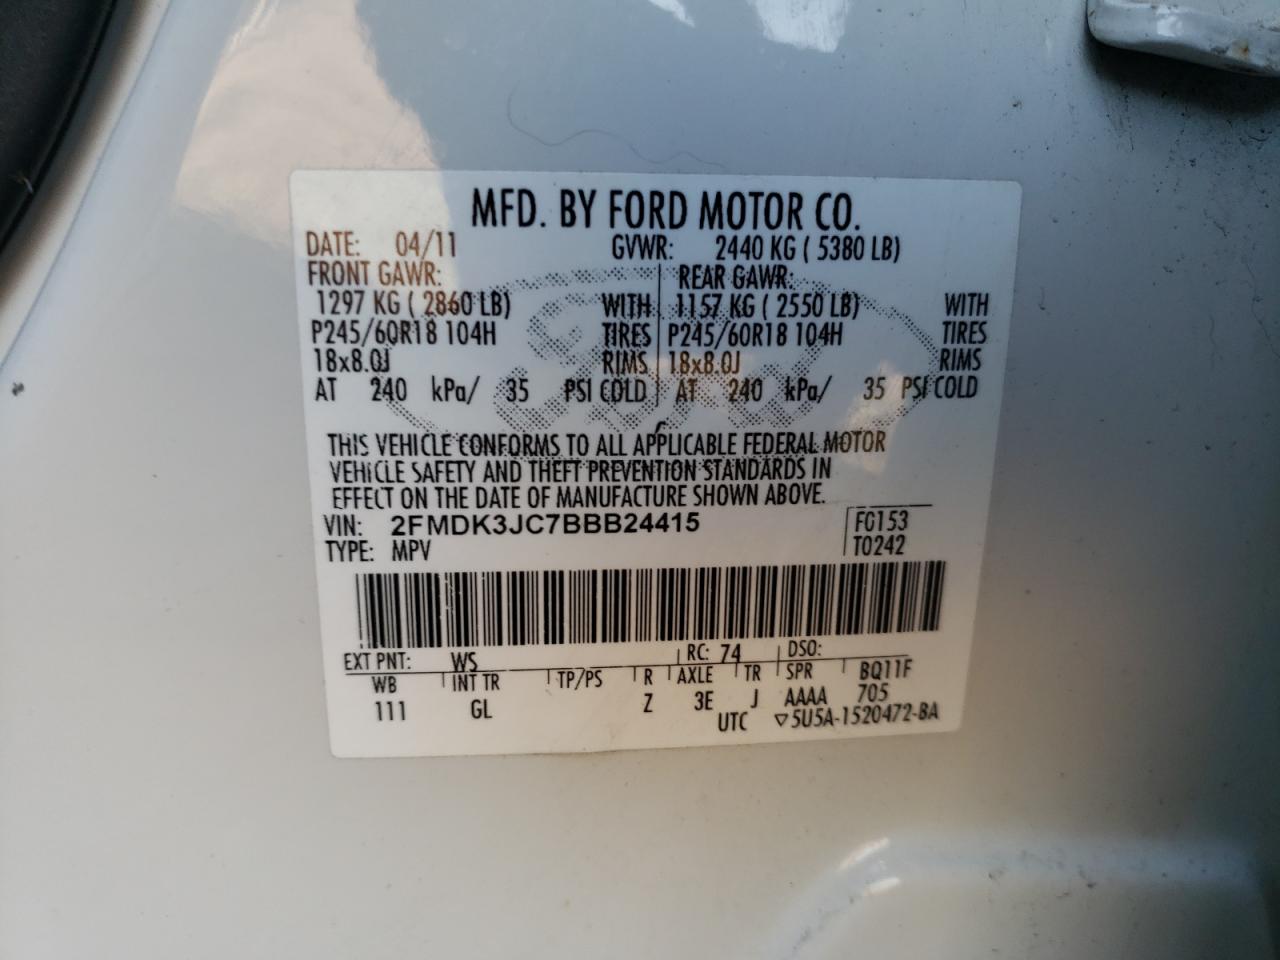 MFD. BY FORD MOTOR CO.
DATE: 04/11 GVWR: 2440 KG ( 5380 LB)
FRONT GAWR: REAR GAWR:
1297 KG ( 2860 LB) WITH 1157 KG ( 2550 LB) WITH
P245/60R18 104H TIRES P245/60R18 104H TIRES
18x8.0J RIMS 18x8.0J RIMS
AT 240 kPa/ 35 PSI COLD AT 240 kPa/ 35 PSI COLD
Ford
THIS VEHICLE CONFORMS TO ALL APPLICABLE FEDERAL MOTOR
VEHICLE SAFETY AND THEFT PREVENTION STANDARDS IN
EFFECT ON THE DATE OF MANUFACTURE SHOWN ABOVE.
VIN: 2FMDK3JC7BBB24415 FG153
TYPE: MPV T0242
EXT PNT: WS RC: 74 DSO:
WB INT TR TP/PS R AXLE TR SPR BQ11F
111 GL Z 3E J AAAA 705
UTC ▽5U5A-1520472-BA